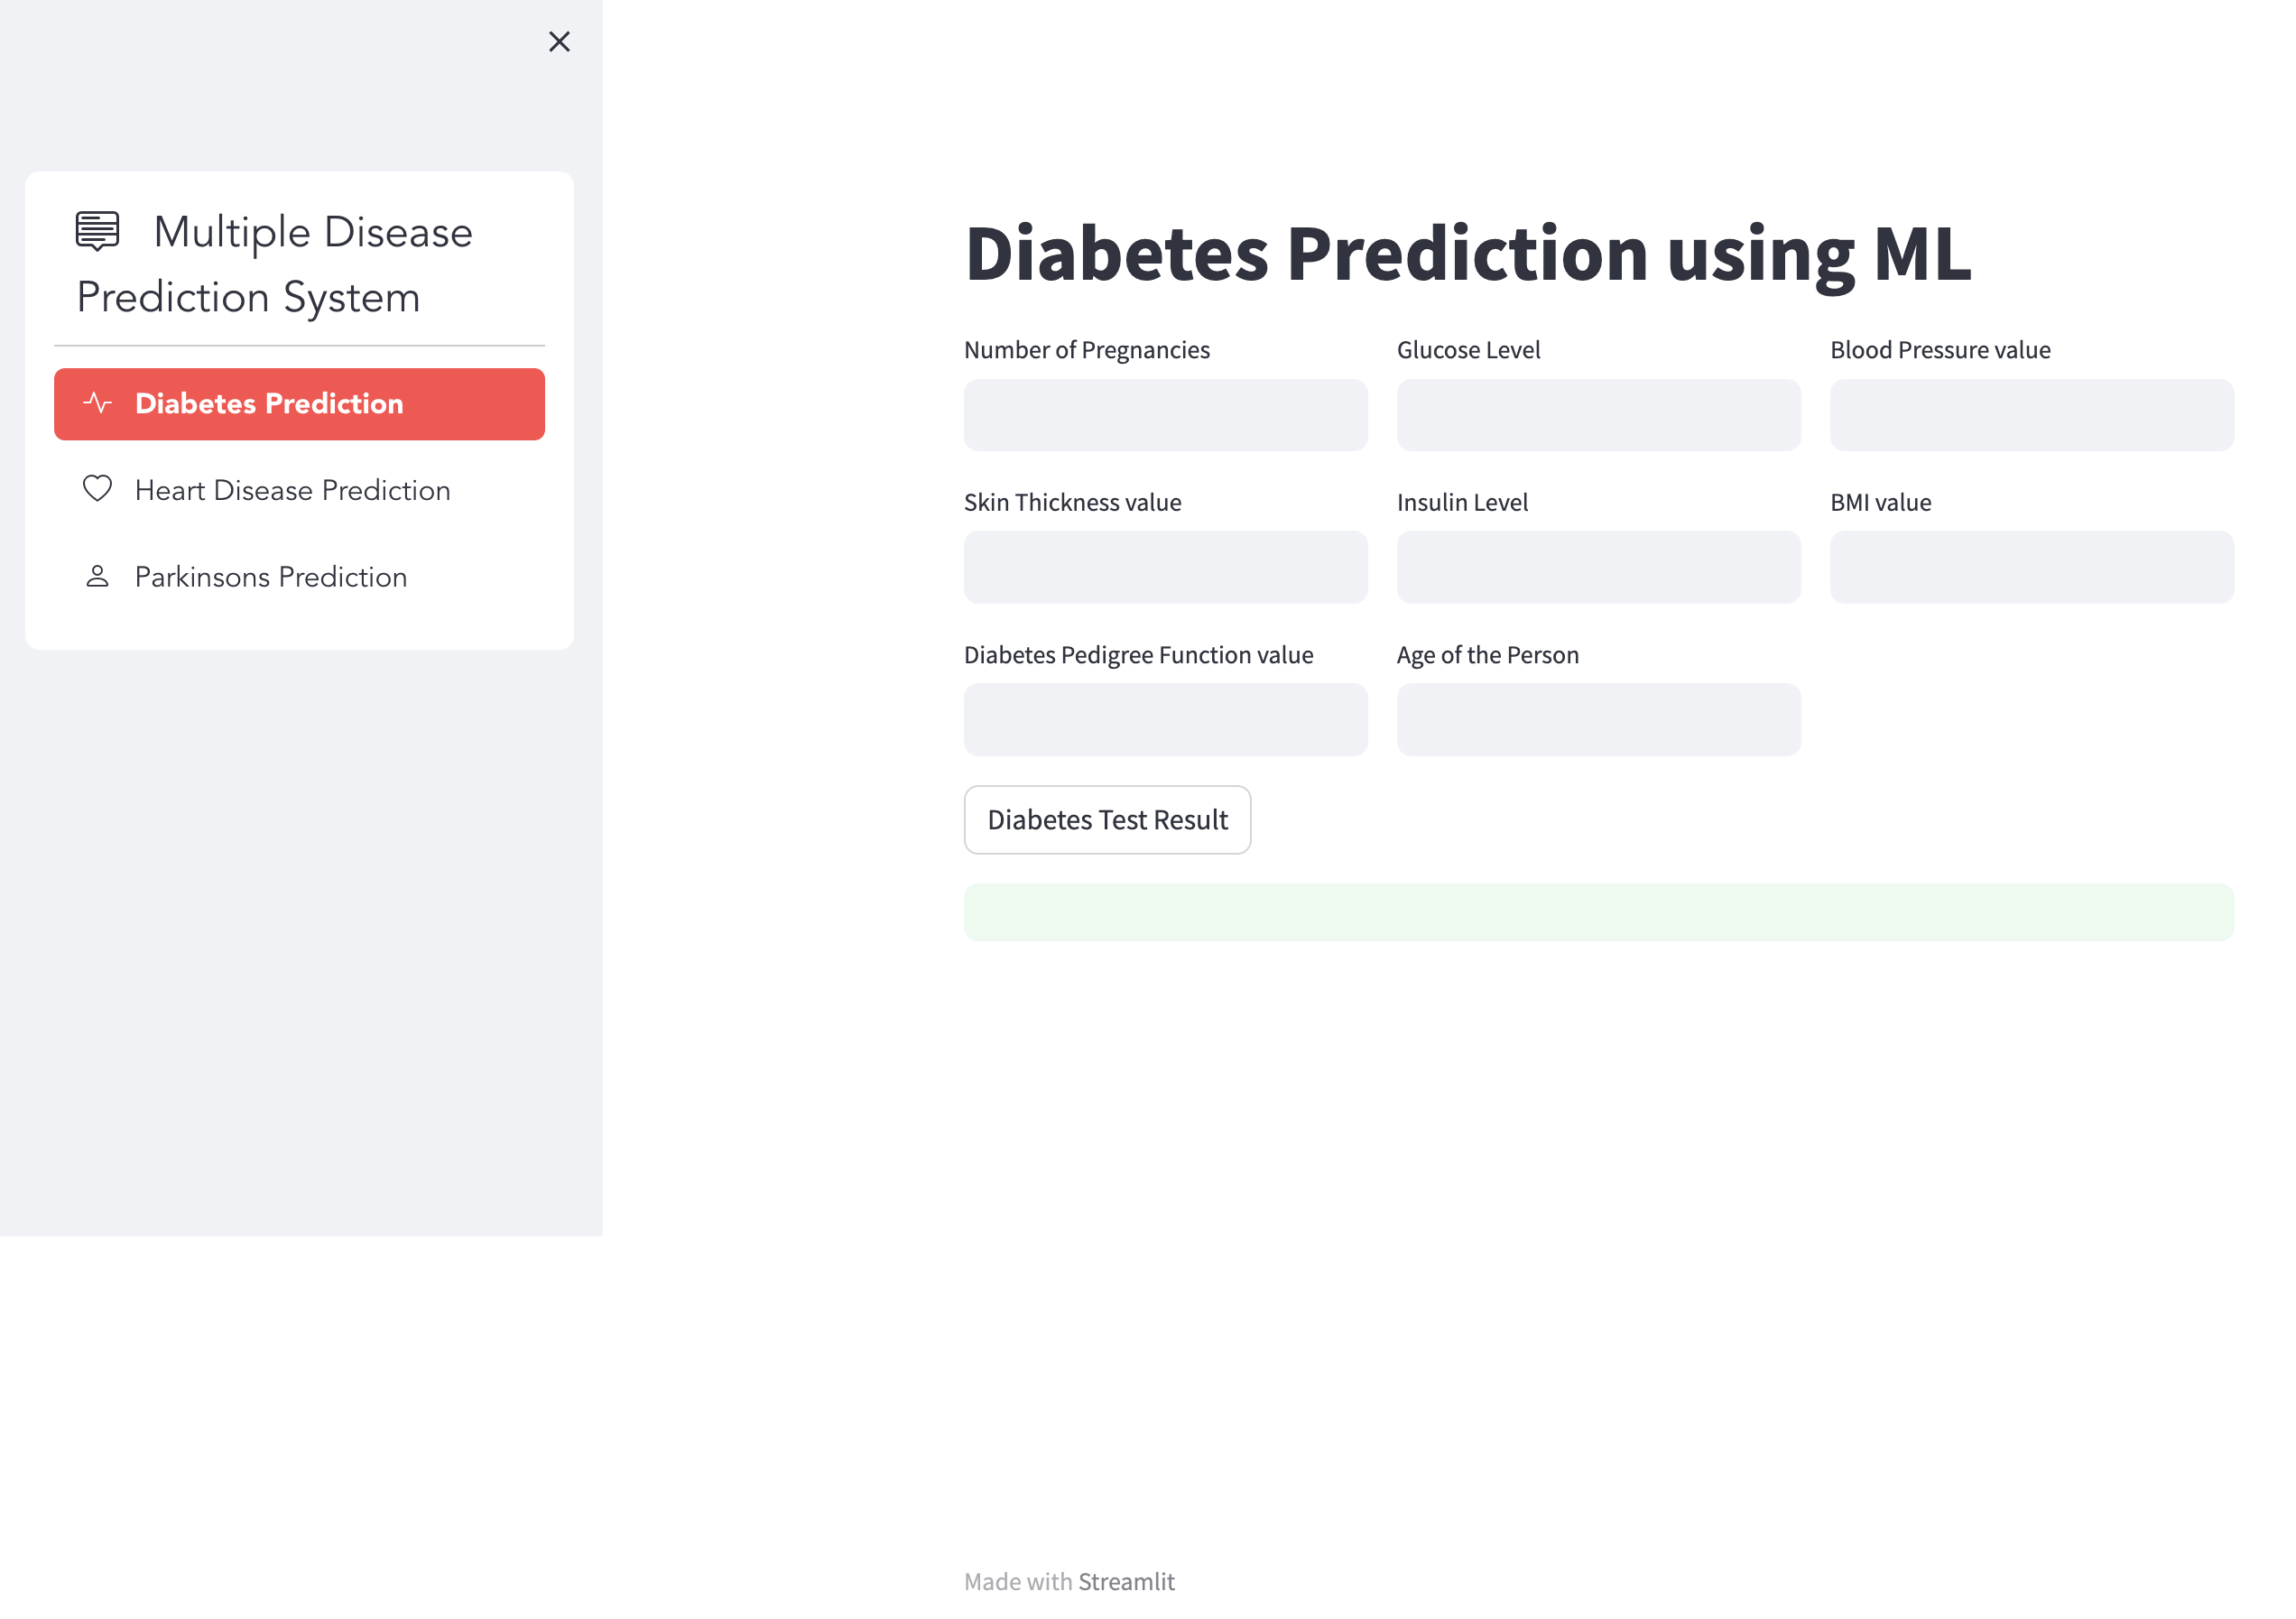 Multiple Disease
Prediction System
Diabetes Prediction
Heart Disease Prediction
Parkinsons Prediction
Diabetes Prediction using ML
Number of Pregnancies
Glucose Level
Blood Pressure value
Skin Thickness value
Insulin Level
BMI value
Diabetes Pedigree Function value
Age of the Person
Diabetes Test Result
Made with Streamlit